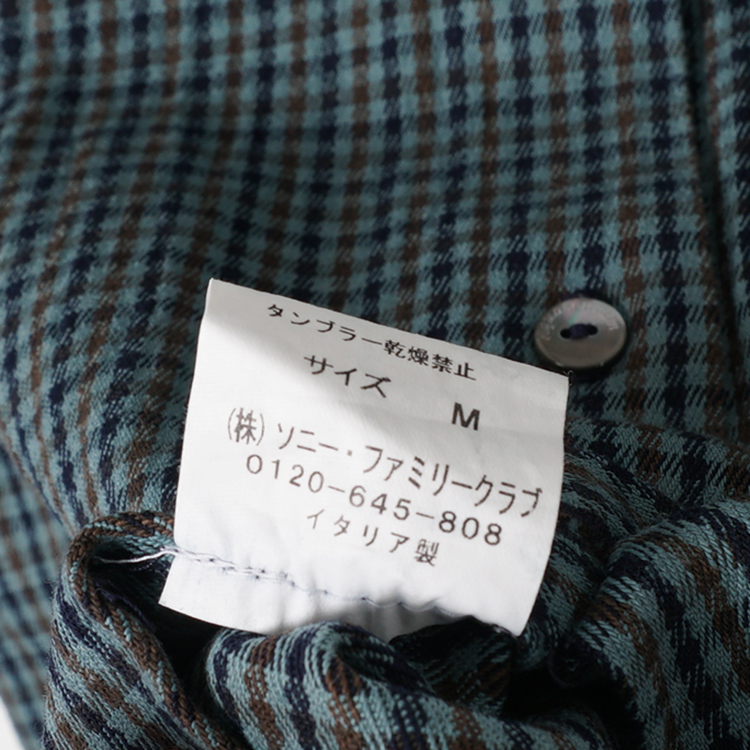 タンブラー乾燥禁止
サイズ M
(株)ソニー・ファミリークラブ
0120-645-808
イタリア製